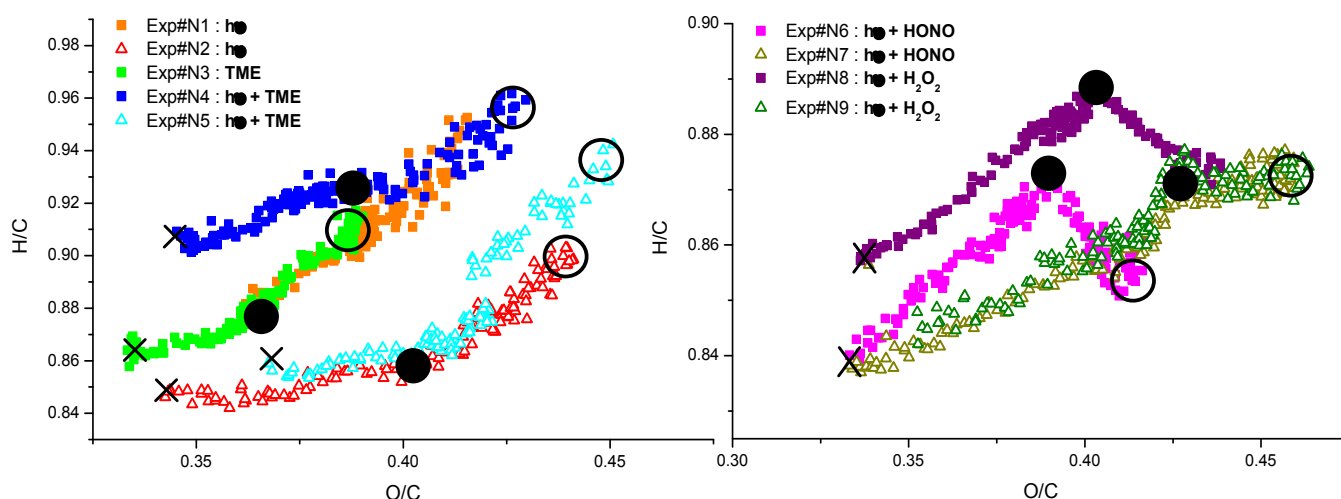 Exp#N1 : h●
Exp#N2 : h●
Exp#N3 : TME
Exp#N4 : h● + TME
Exp#N5 : h● + TME
0.98
0.96
0.94
0.92
0.90
0.88
0.86
0.84
H/C
0.35 0.40 0.45
O/C
Exp#N6 : h● + HONO
Exp#N7 : h● + HONO
Exp#N8 : h● + H₂O₂
Exp#N9 : h● + H₂O₂
0.90
0.88
0.86
0.84
H/C
0.30 0.35 0.40 0.45
O/C